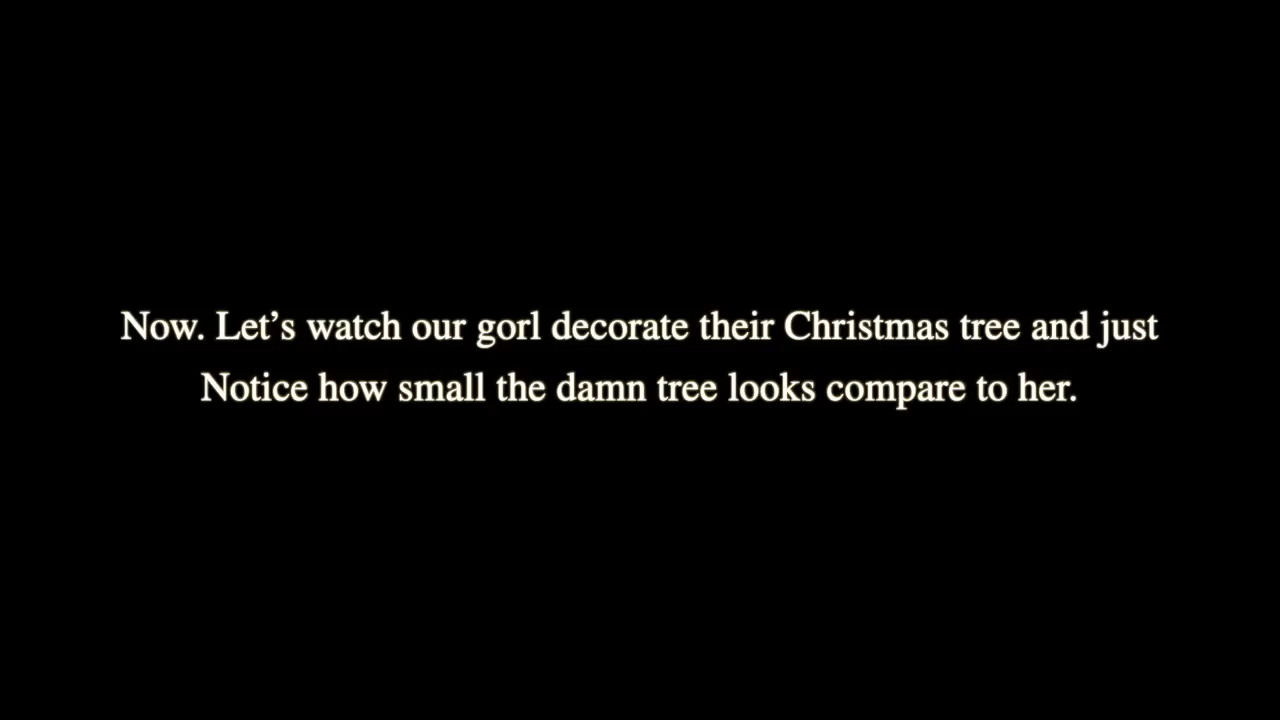 Now. Let’s watch our gorl decorate their Christmas tree and just
Notice how small the damn tree looks compare to her.